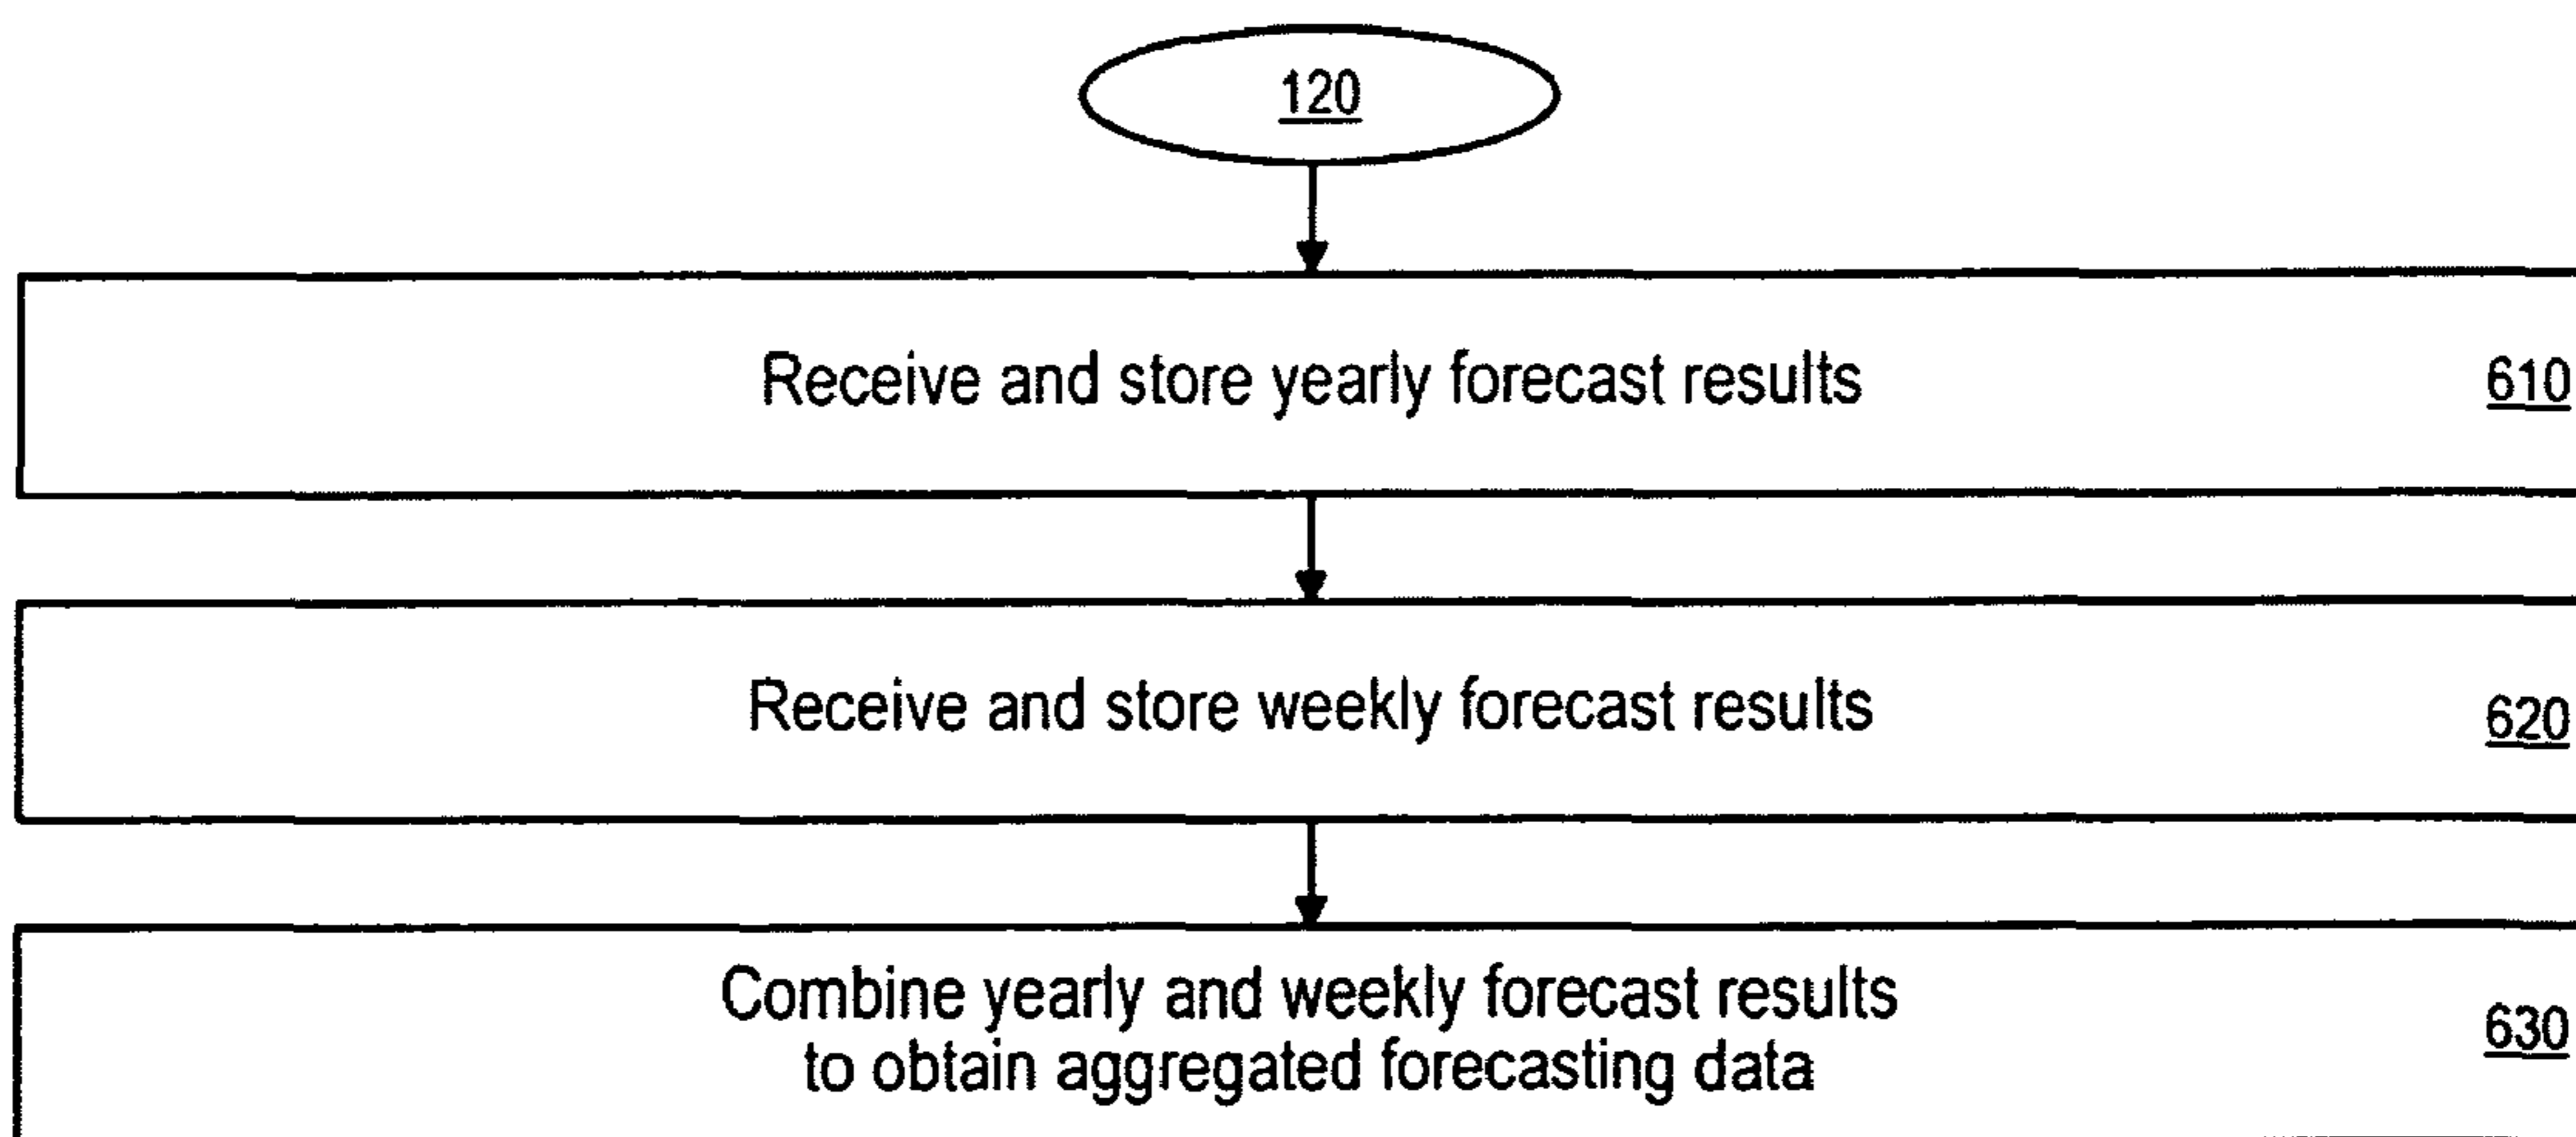 120
Receive and store yearly forecast results
610
Receive and store weekly forecast results
620
Combine yearly and weekly forecast results
to obtain aggregated forecasting data
630